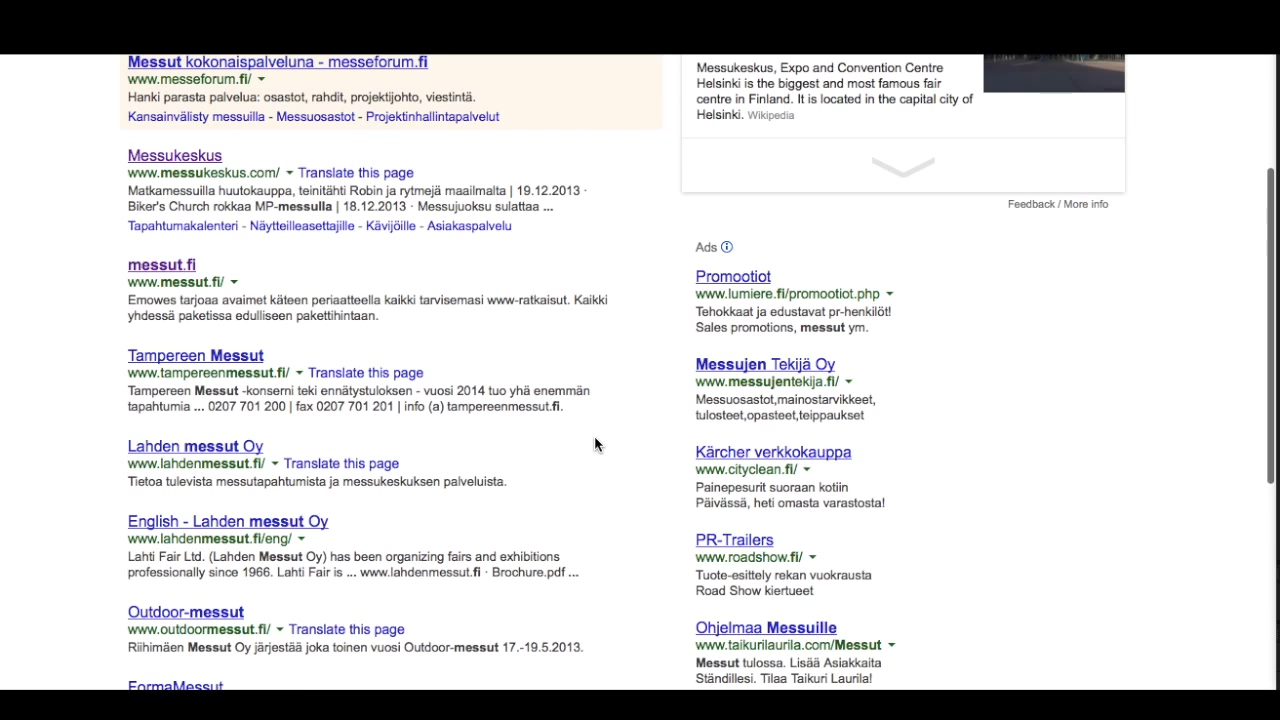 Messut kokonaispalveluna - messeforum.fi
www.messeforum.fi/
Hanki parasta palvelua: osastot, rahdit, projektijohto, viestintä.
Kansainvälisty messuilla - Messuosastot - Projektinhallintapalvelut
Messukeskus
www.messukeskus.com/ Translate this page
Matkamessuilla huutokauppa, teinitähti Robin ja rytmejä maailmalta | 19.12.2013 ·
Biker's Church rokkaa MP-messulla | 18.12.2013 · Messujuoksu sulattaa ...
Tapahtumakalenteri - Näytteilleasettajille - Kävijöille - Asiakaspalvelu
messut.fi
www.messut.fi/
Emowes tarjoaa avaimet käteen periaatteella kaikki tarvisemasi www-ratkaisut. Kaikki
yhdessä paketissa edulliseen pakettihintaan.
Tampereen Messut
www.tampereenmessut.fi/ Translate this page
Tampereen Messut -konserni teki ennätystuloksen - vuosi 2014 tuo yhä enemmän
tapahtumia ... 0207 701 200 | fax 0207 701 201 | info (a) tampereenmessut.fi.
Lahden messut Oy
www.lahdenmessut.fi/ Translate this page
Tietoa tulevista messutapahtumista ja messukeskuksen palveluista.
English - Lahden messut Oy
www.lahdenmessut.fi/eng/
Lahti Fair Ltd. (Lahden Messut Oy) has been organizing fairs and exhibitions
professionally since 1966. Lahti Fair is ... www.lahdenmessut.fi · Brochure.pdf ...
Outdoor-messut
www.outdoormessut.fi/ Translate this page
Riihimäen Messut Oy järjestää joka toinen vuosi Outdoor-messut 17.-19.5.2013.
FormaMessut
Messukeskus, Expo and Convention Centre
Helsinki is the biggest and most famous fair
centre in Finland. It is located in the capital city of
Helsinki. Wikipedia
Feedback / More info
Ads
Promootiot
www.lumiere.fi/promootiot.php
Tehokkaat ja edustavat pr-henkilöt!
Sales promotions, messut ym.
Messujen Tekijä Oy
www.messujentekija.fi/
Messuosastot,mainostarvikkeet,
tulosteet,opasteet,teippaukset
Kärcher verkkokauppa
www.cityclean.fi/
Painepesurit suoraan kotiin
Päivässä, heti omasta varastosta!
PR-Trailers
www.roadshow.fi/
Tuote-esittely rekan vuokrausta
Road Show kiertueet
Ohjelmaa Messuille
www.taikurilaurila.com/Messut
Messut tulossa. Lisää Asiakkaita
Ständillesi. Tilaa Taikuri Laurila!